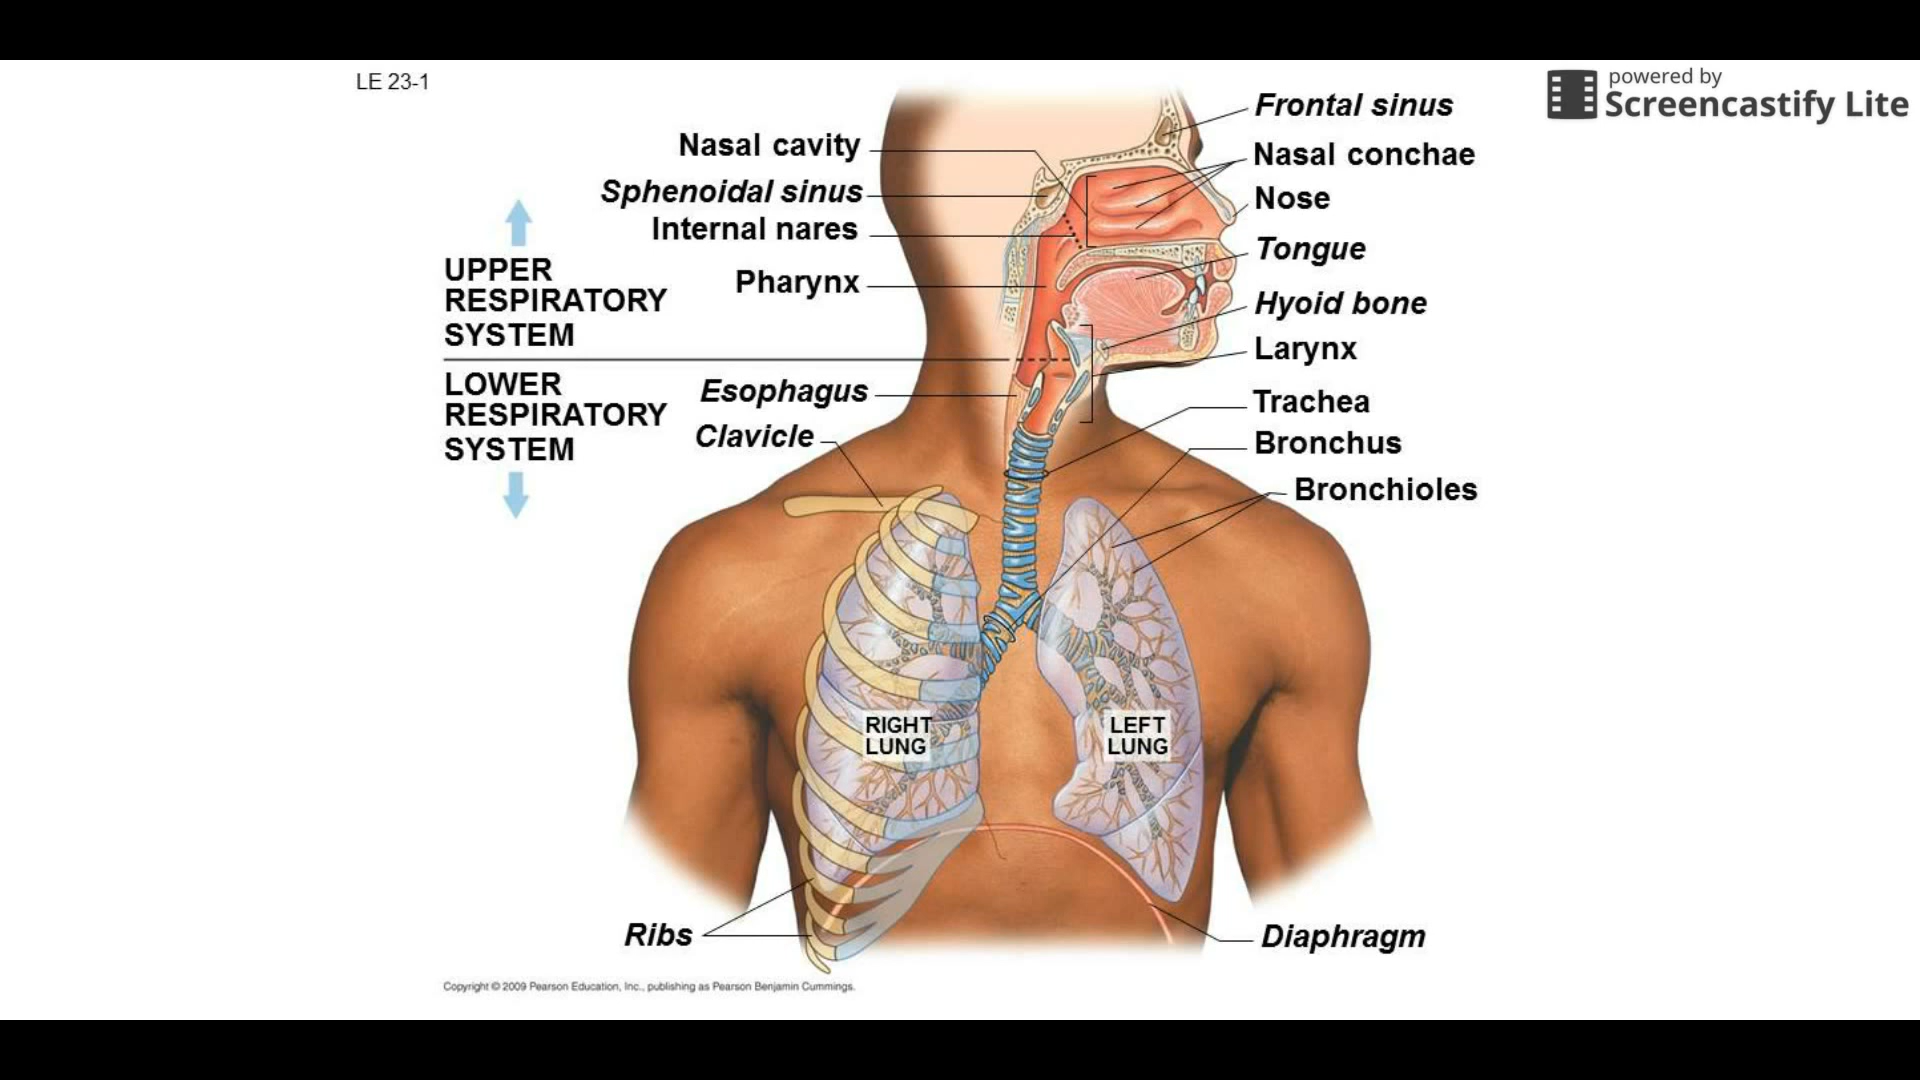 LE 23-1
powered by
Screencastify Lite
Frontal sinus
Nasal cavity
Nasal conchae
Sphenoidal sinus
Nose
Internal nares
Tongue
UPPER
RESPIRATORY
SYSTEM
Pharynx
Hyoid bone
Larynx
LOWER
RESPIRATORY
SYSTEM
Esophagus
Trachea
Clavicle
Bronchus
Bronchioles
RIGHT
LUNG
LEFT
LUNG
Ribs
Diaphragm
Copyright © 2009 Pearson Education, Inc., publishing as Pearson Benjamin Cummings.